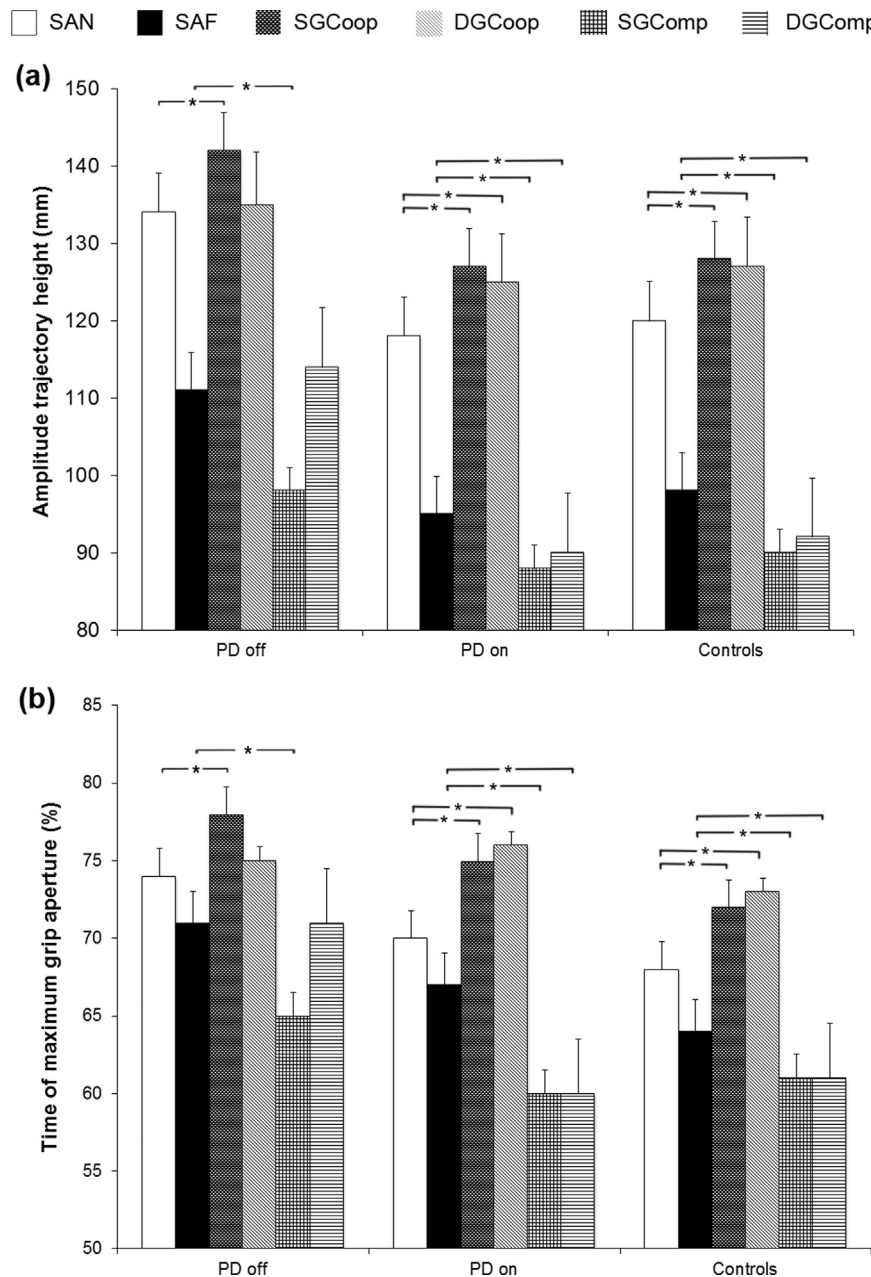 SAN SAF SGCoop DGCoop SGComp DGComp
(a)
Amplitude trajectory height (mm)
150
140
130
120
110
100
90
80
* *
* * * *
* * * *
PD off PD on Controls
(b)
Time of maximum grip aperture (%)
85
80
75
70
65
60
55
50
* *
* * * *
* * * *
PD off PD on Controls